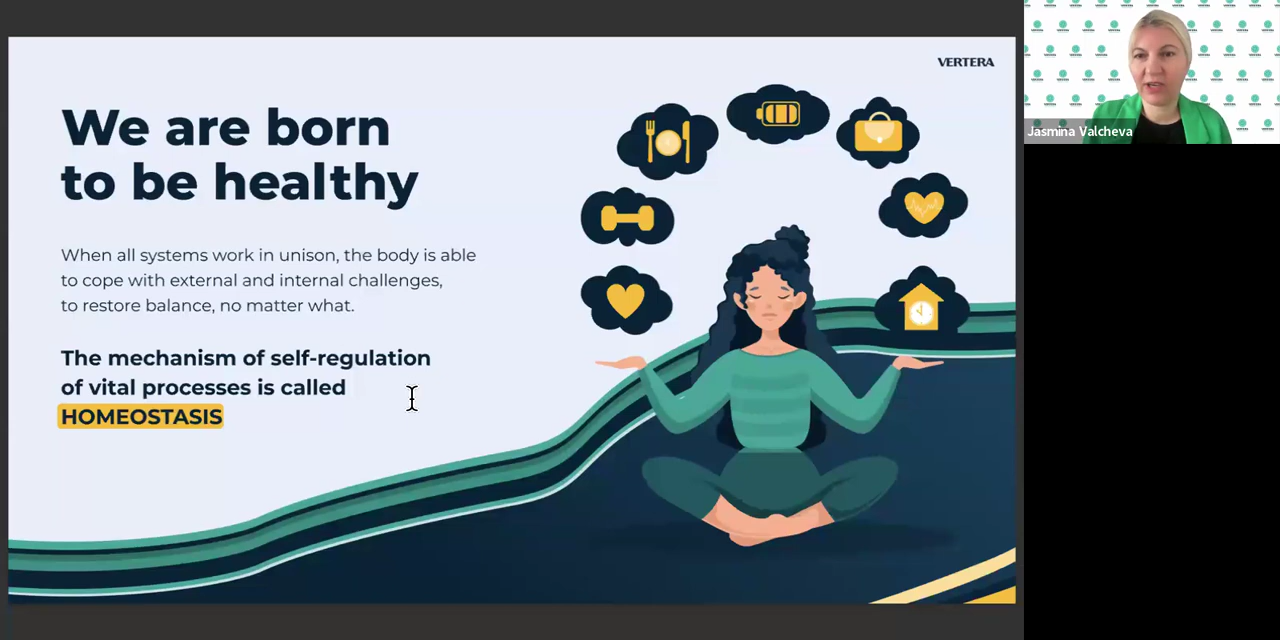 VERTERA
We are born
to be healthy
When all systems work in unison, the body is able
to cope with external and internal challenges,
to restore balance, no matter what.
The mechanism of self-regulation
of vital processes is called
HOMEOSTASIS
Jasmina Valcheva